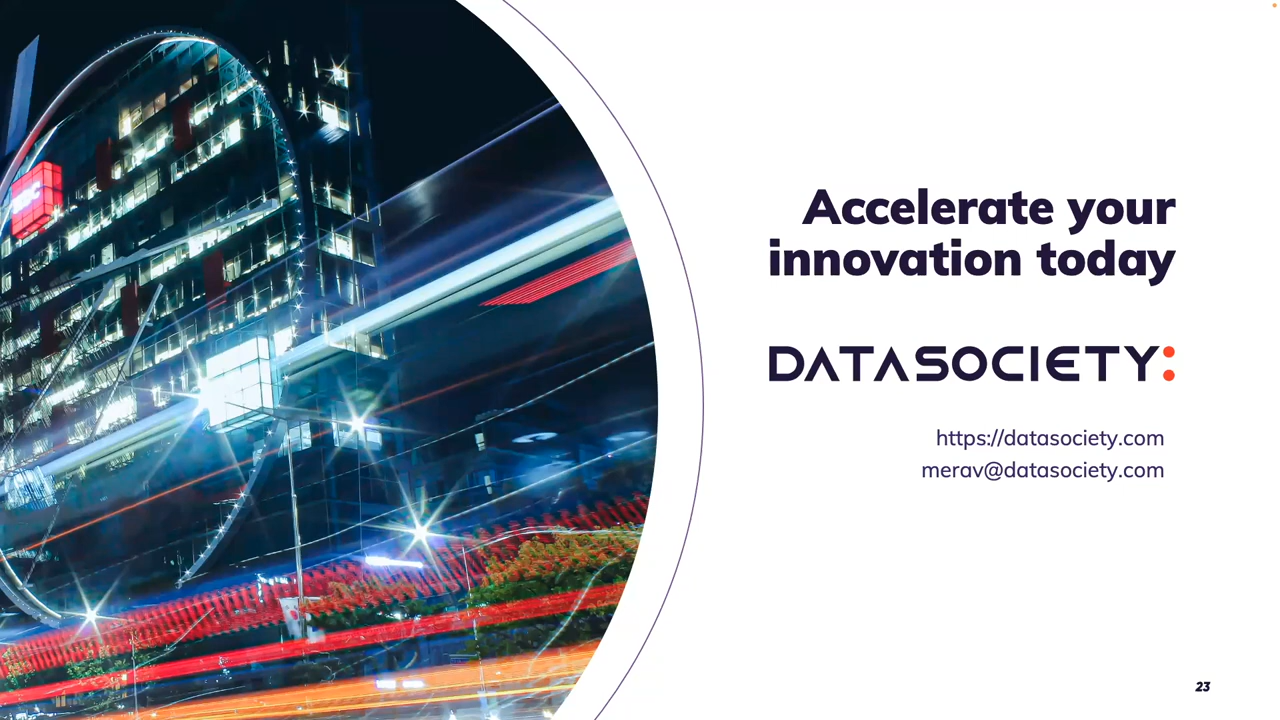 Accelerate your
innovation today
DATASOCIETY:
https://datasociety.com
merav@datasociety.com
23